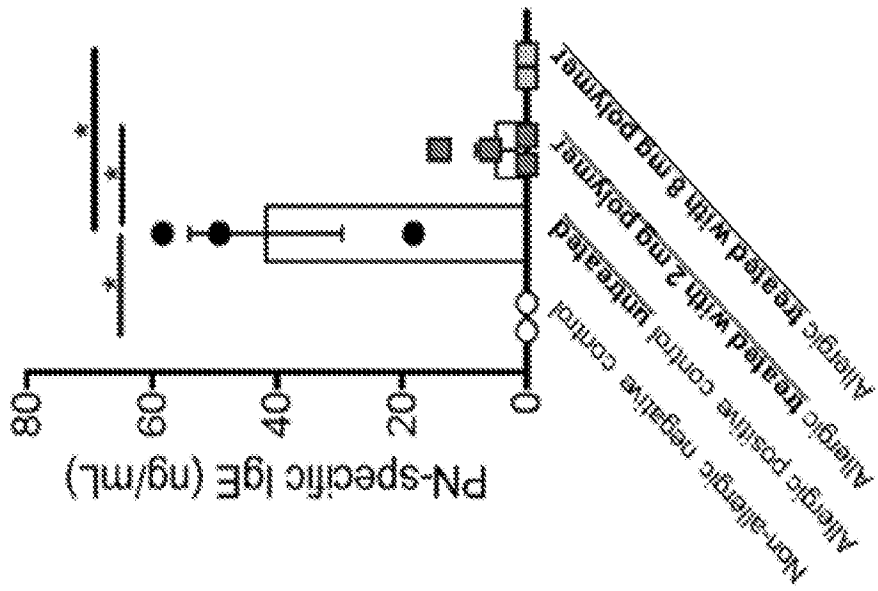 PN-specific IgE (ng/mL)
80
60
40
20
0
*
*
*
Non-allergic negative control
Allergic positive control untreated
Allergic treated with 2 mg polymer
Allergic treated with 8 mg polymer